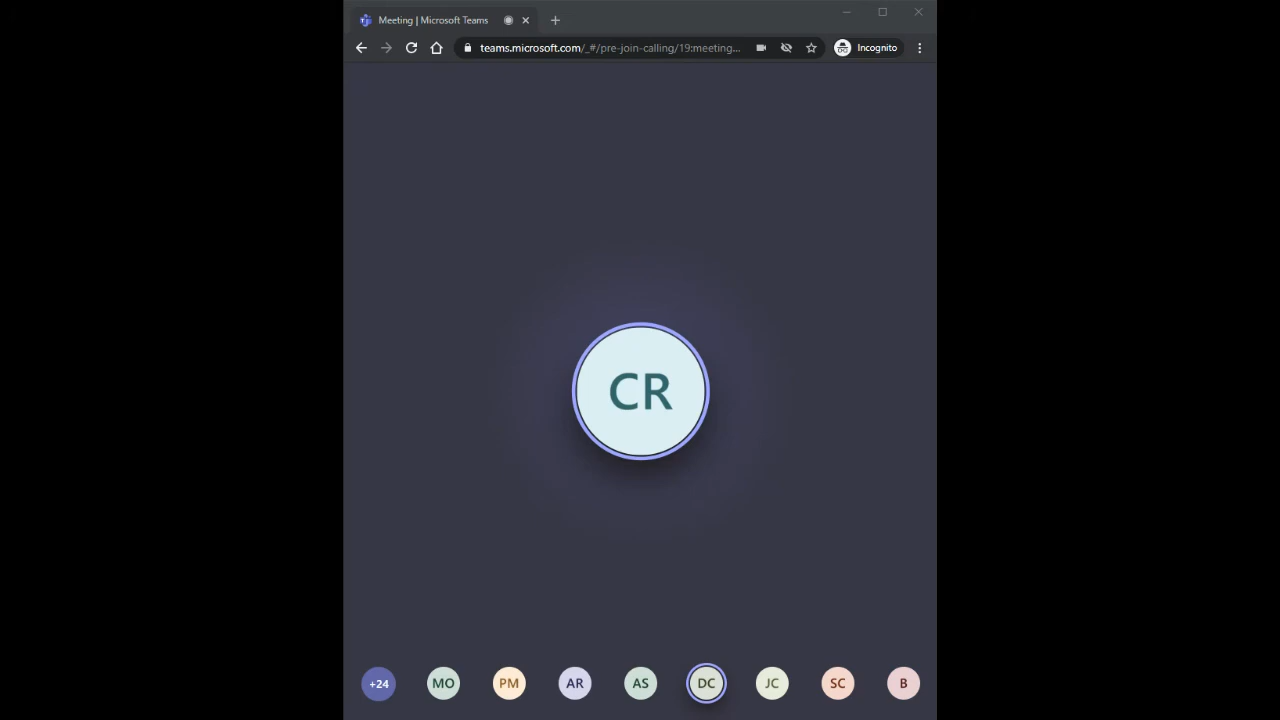 Meeting | Microsoft Teams
teams.microsoft.com/_#/pre-join-calling/19:meeting...
Incognito
CR
+24 MO PM AR AS DC JC SC B